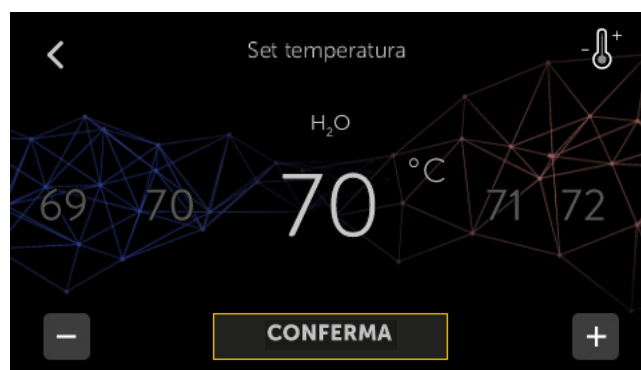 Set temperatura
- +
H₂O
69 70 70 °C 71 72
− CONFERMA +